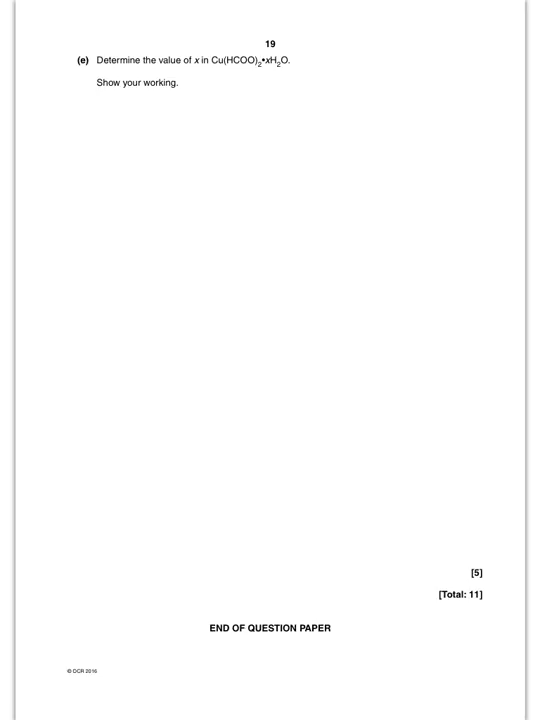 19
(e) Determine the value of x in Cu(HCOO)₂•xH₂O.
Show your working.
[5]
[Total: 11]
END OF QUESTION PAPER
© OCR 2016